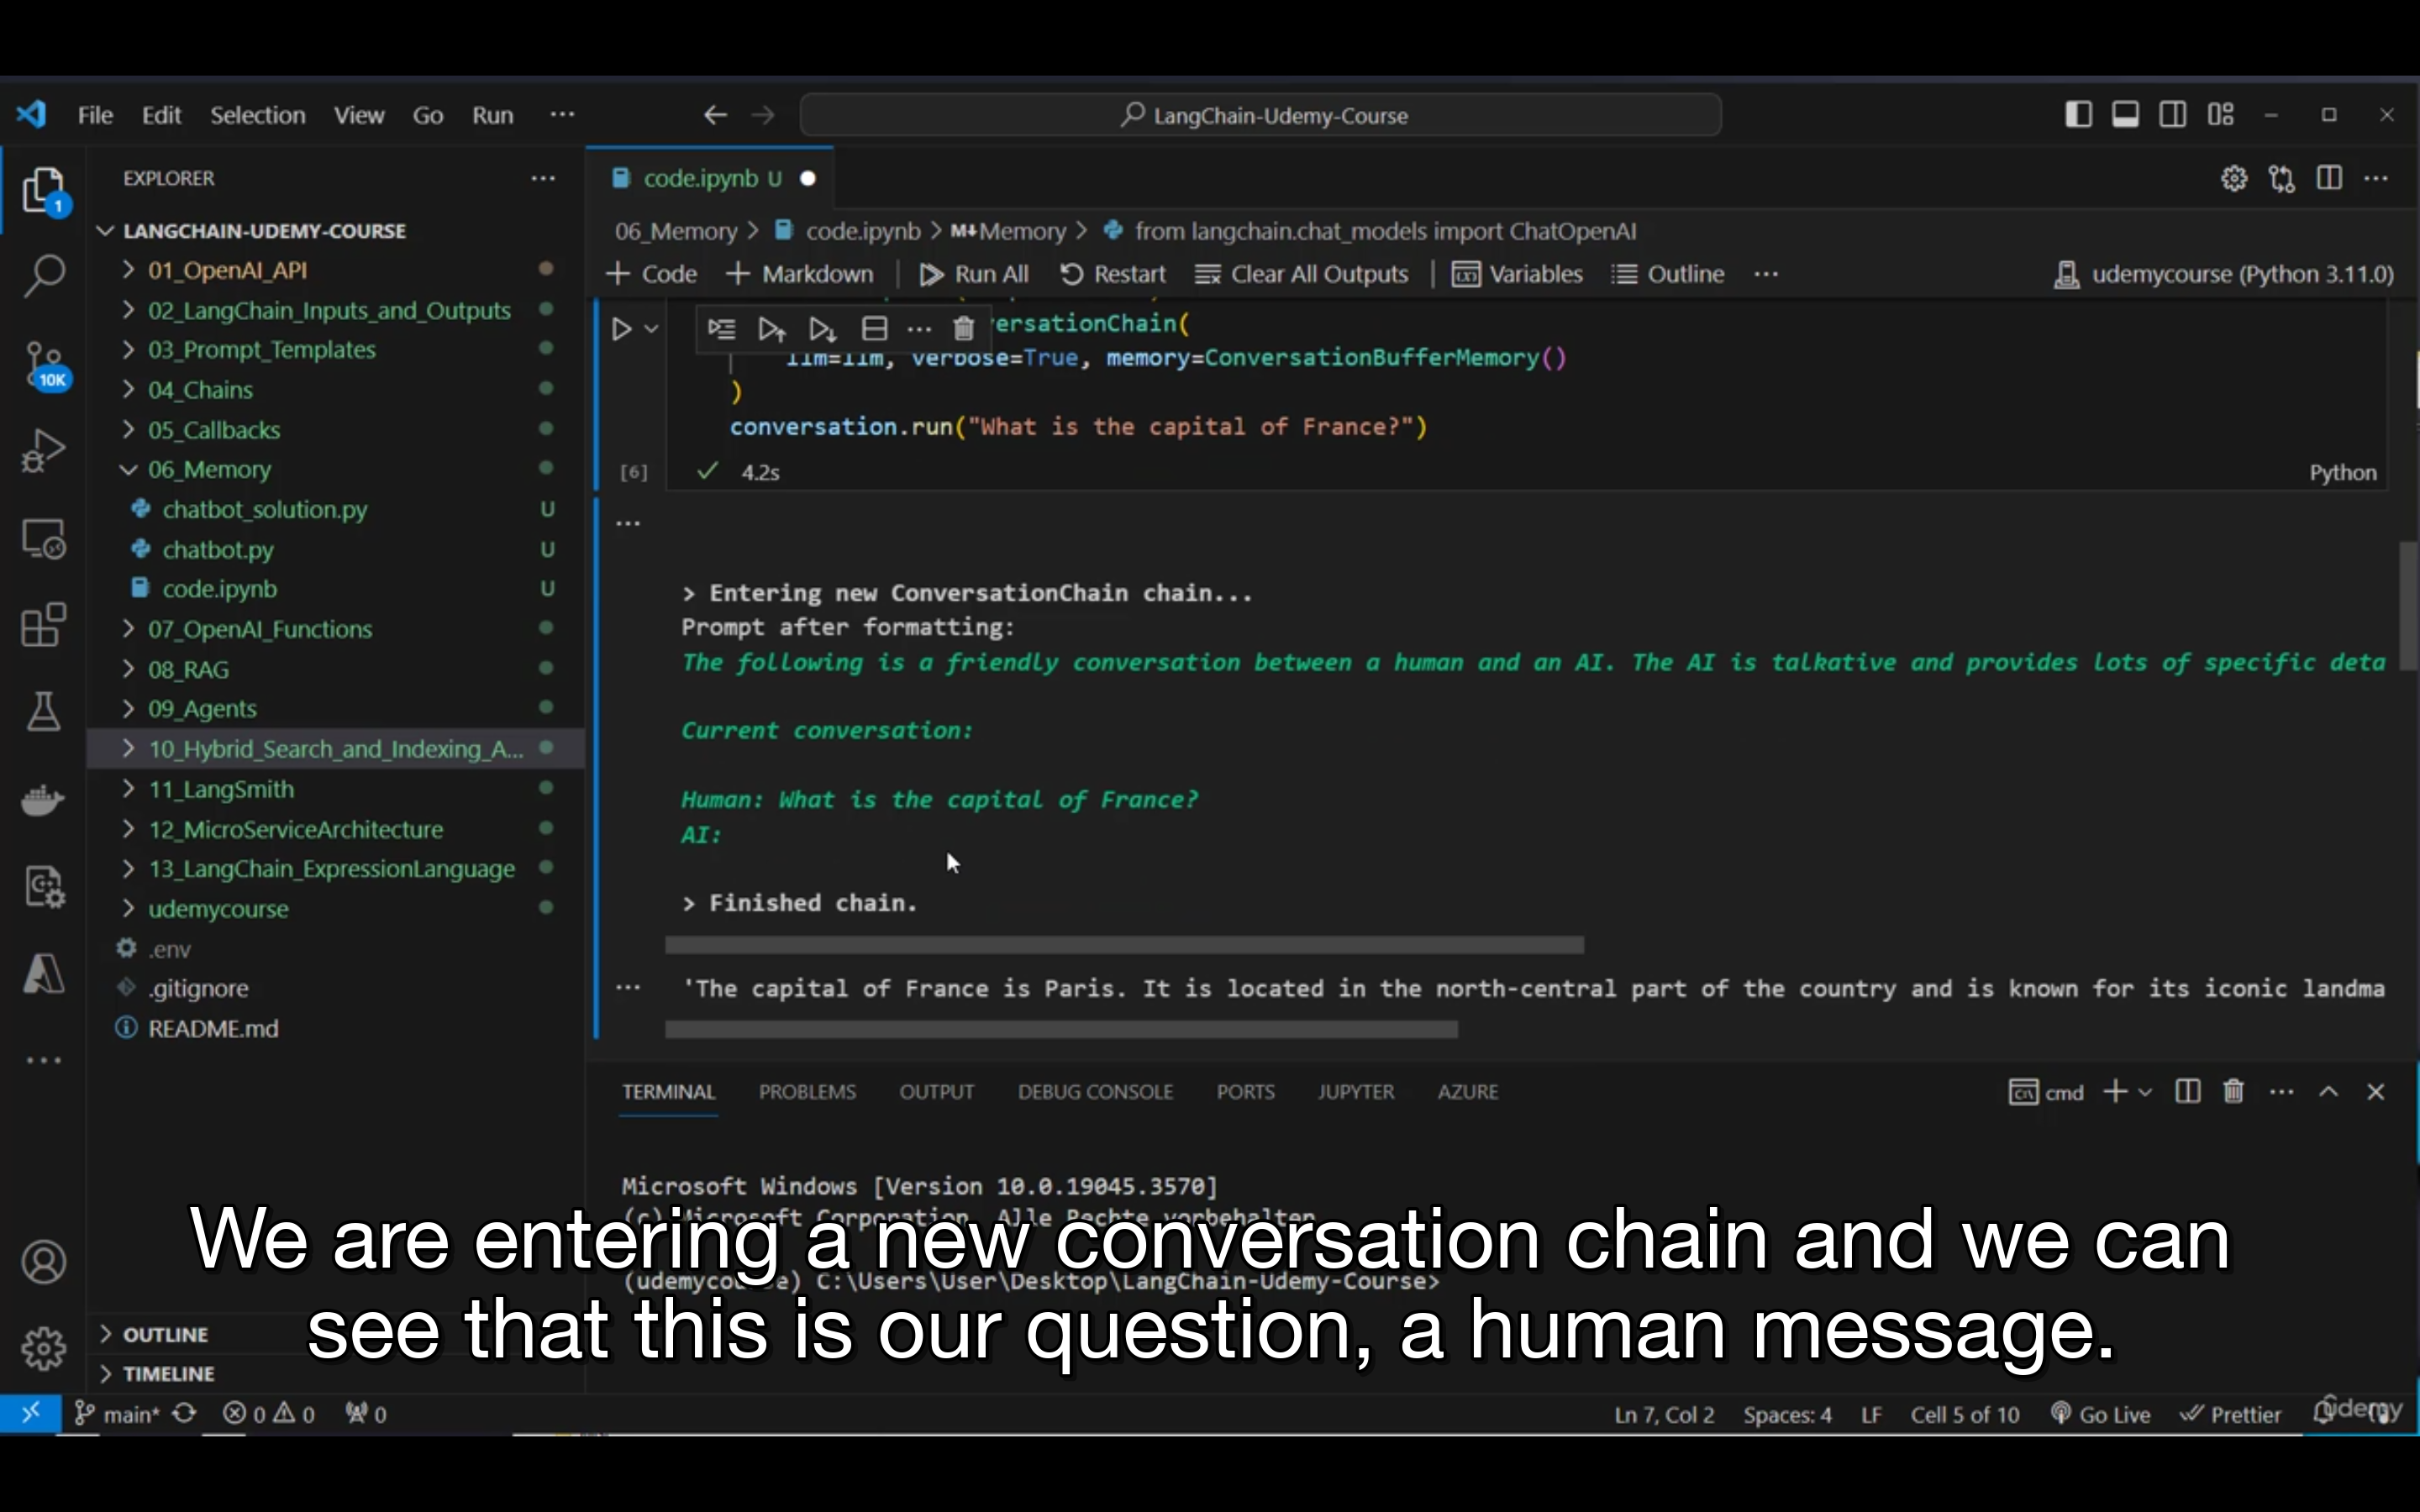 File Edit Selection View Go Run ···
LangChain-Udemy-Course
EXPLORER
LANGCHAIN-UDEMY-COURSE
01_OpenAI_API
02_LangChain_Inputs_and_Outputs
03_Prompt_Templates
04_Chains
05_Callbacks
06_Memory
chatbot_solution.py U
chatbot.py U
code.ipynb U
07_OpenAI_Functions
08_RAG
09_Agents
10_Hybrid_Search_and_Indexing_A...
11_LangSmith
12_MicroServiceArchitecture
13_LangChain_ExpressionLanguage
udemycourse
.env
.gitignore
README.md
OUTLINE
TIMELINE
1
10K
code.ipynb U
06_Memory > code.ipynb > M↓Memory > from langchain.chat_models import ChatOpenAI
+ Code + Markdown Run All Restart Clear All Outputs Variables Outline ··· udemycourse (Python 3.11.0)
ersationChain(
llm=llm, verbose=True, memory=ConversationBufferMemory()
)
conversation.run("What is the capital of France?")
[6] 4.2s Python
> Entering new ConversationChain chain...
Prompt after formatting:
The following is a friendly conversation between a human and an AI. The AI is talkative and provides lots of specific deta
Current conversation:
Human: What is the capital of France?
AI:
> Finished chain.
'The capital of France is Paris. It is located in the north-central part of the country and is known for its iconic landma
TERMINAL PROBLEMS OUTPUT DEBUG CONSOLE PORTS JUPYTER AZURE
cmd
Microsoft Windows [Version 10.0.19045.3570]
(c) Microsoft Corporation. Alle Rechte vorbehalten.
(udemycourse) C:\Users\User\Desktop\LangChain-Udemy-Course>
We are entering a new conversation chain and we can
see that this is our question, a human message.
main* 0 0 0
Ln 7, Col 2 Spaces: 4 LF Cell 5 of 10 Go Live Prettier
udemy